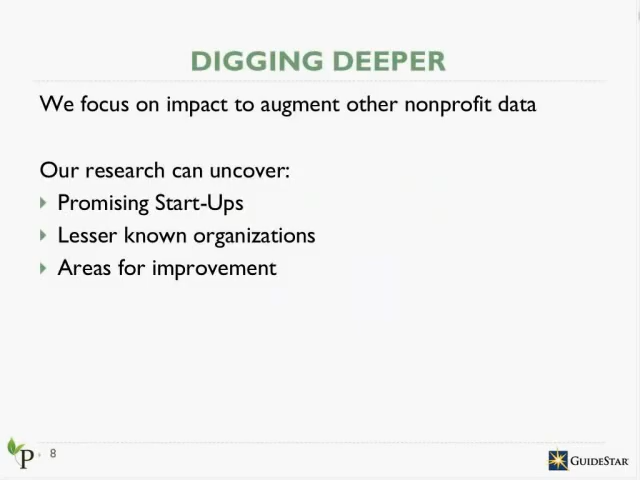 DIGGING DEEPER
We focus on impact to augment other nonprofit data
Our research can uncover:
Promising Start-Ups
Lesser known organizations
Areas for improvement
P
8
GUIDESTAR